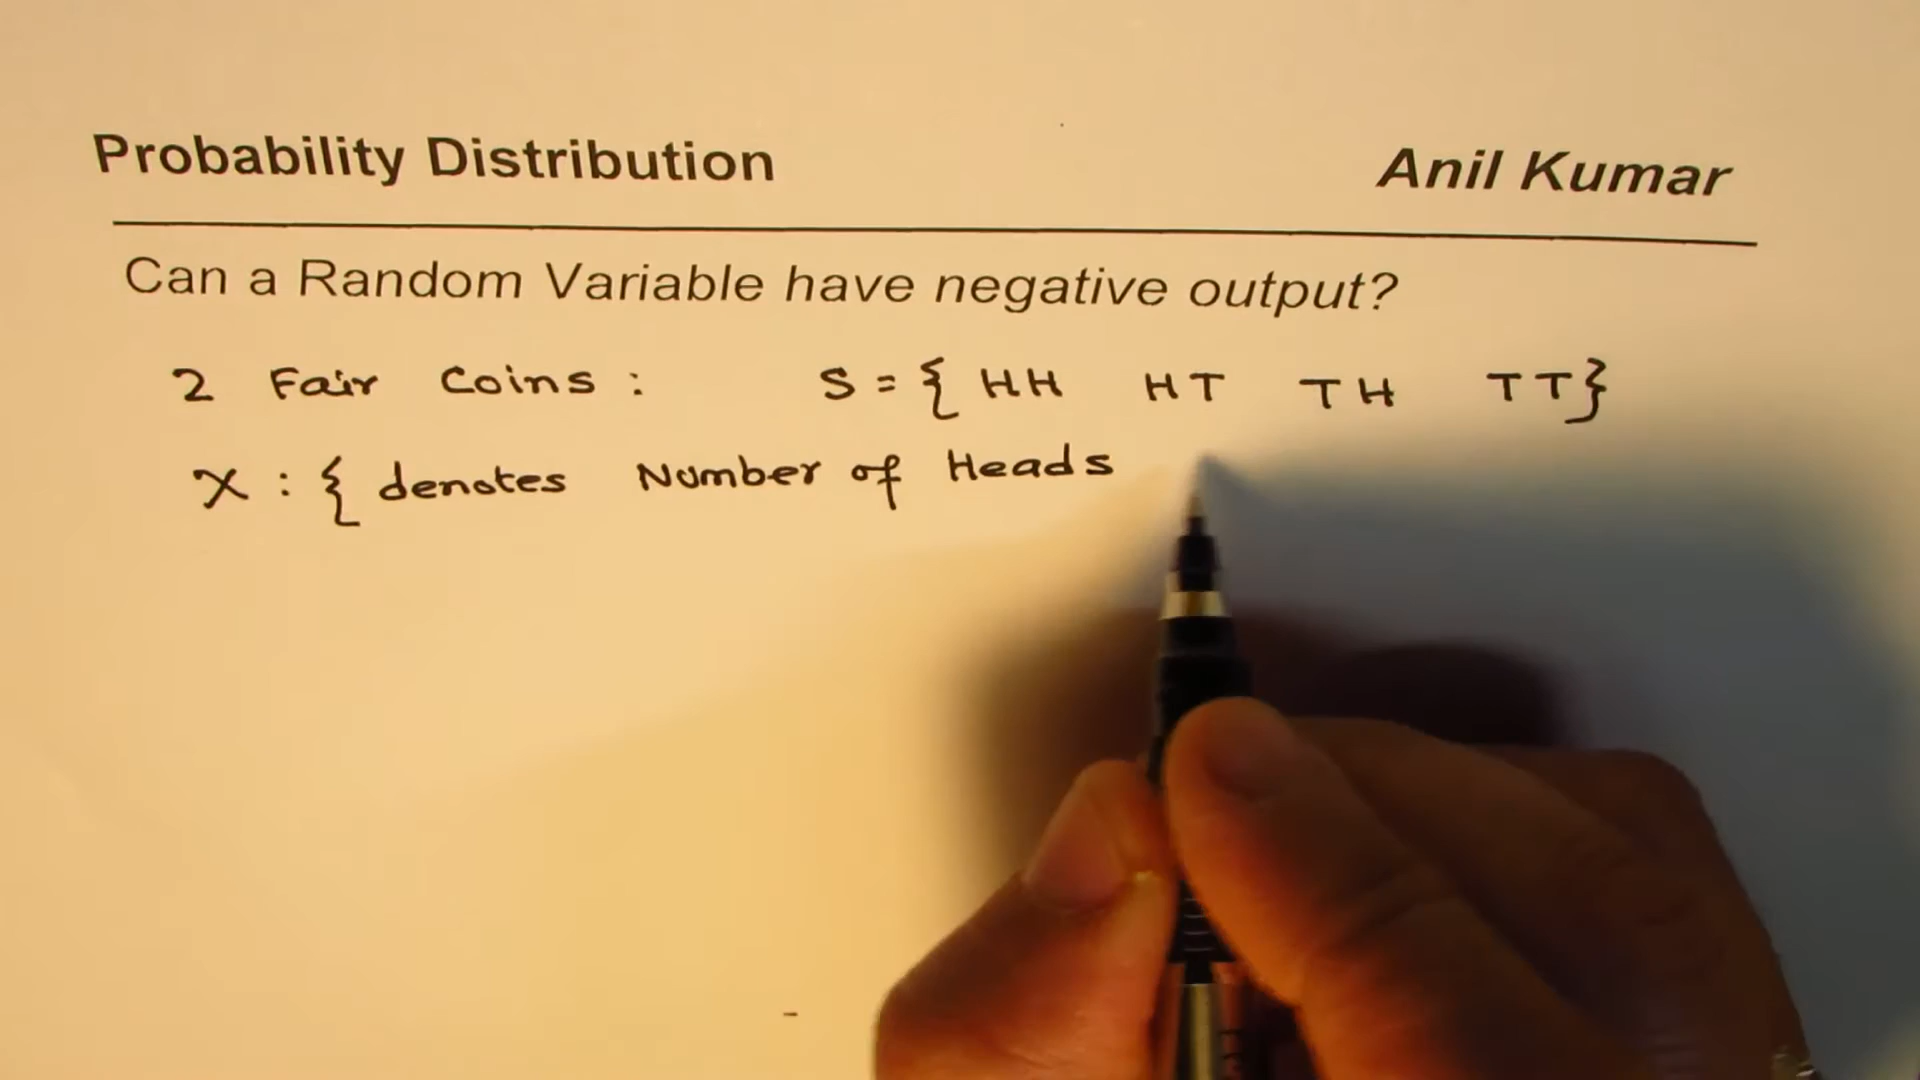 Probability Distribution Anil Kumar
Can a Random Variable have negative output?
2 Fair Coins : S = { HH HT TH TT}
X : { denotes Number of Heads